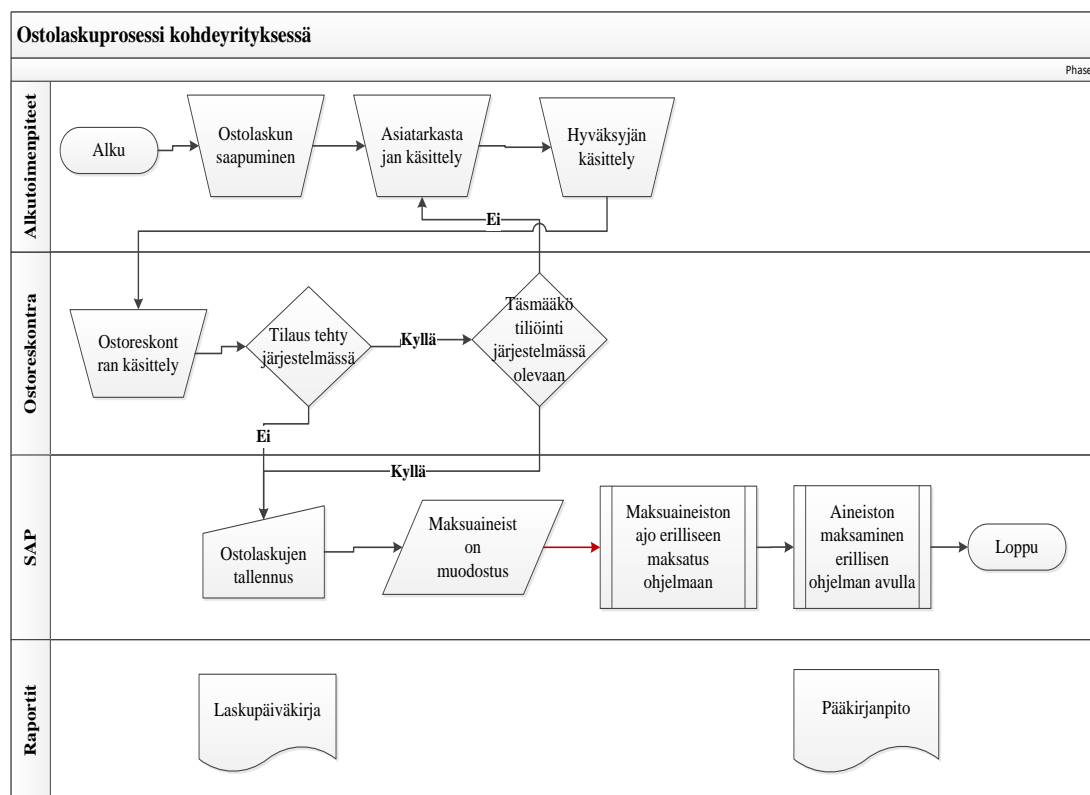 Ostolaskuprosessi kohdeyrityksessä
Phase
Alkutoimenpiteet
Alku
Ostolaskun
saapuminen
Asiatarkasta
jan käsittely
Hyväksyjän
käsittely
Ei
Ostoreskontra
Ostoreskont
ran käsittely
Tilaus tehty
järjestelmässä
Kyllä
Täsmääkö
tiliöinti
järjestelmässä
olevaan
Ei
Kyllä
SAP
Ostolaskujen
tallennus
Maksuaineist
on
muodostus
Maksuaineiston
ajo erilliseen
maksatus
ohjelmaan
Aineiston
maksaminen
erillisen
ohjelman avulla
Loppu
Raportit
Laskupäiväkirja
Pääkirjanpito